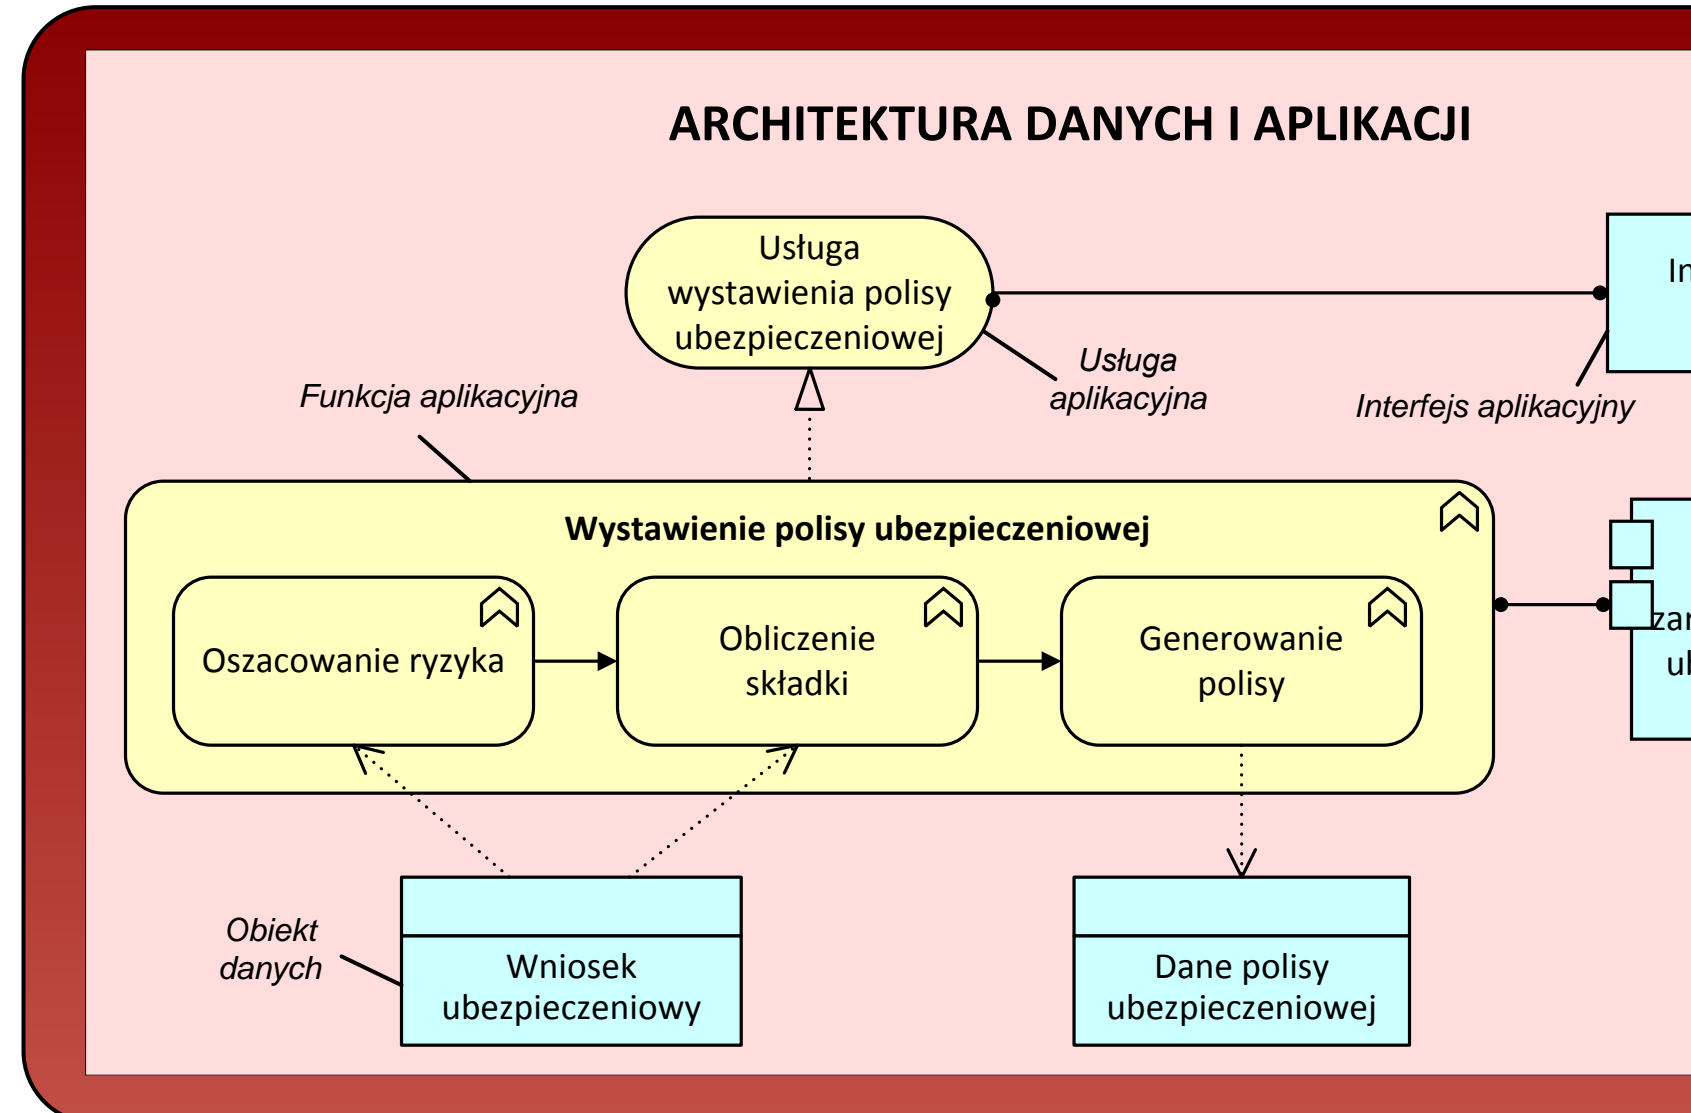 ARCHITEKTURA DANYCH I APLIKACJI
Usługa
wystawienia polisy
ubezpieczeniowej
Usługa
aplikacyjna
Funkcja aplikacyjna
Interfejs aplikacyjny
Wystawienie polisy ubezpieczeniowej
Oszacowanie ryzyka
Obliczenie
składki
Generowanie
polisy
Obiekt
danych
Wniosek
ubezpieczeniowy
Dane polisy
ubezpieczeniowej